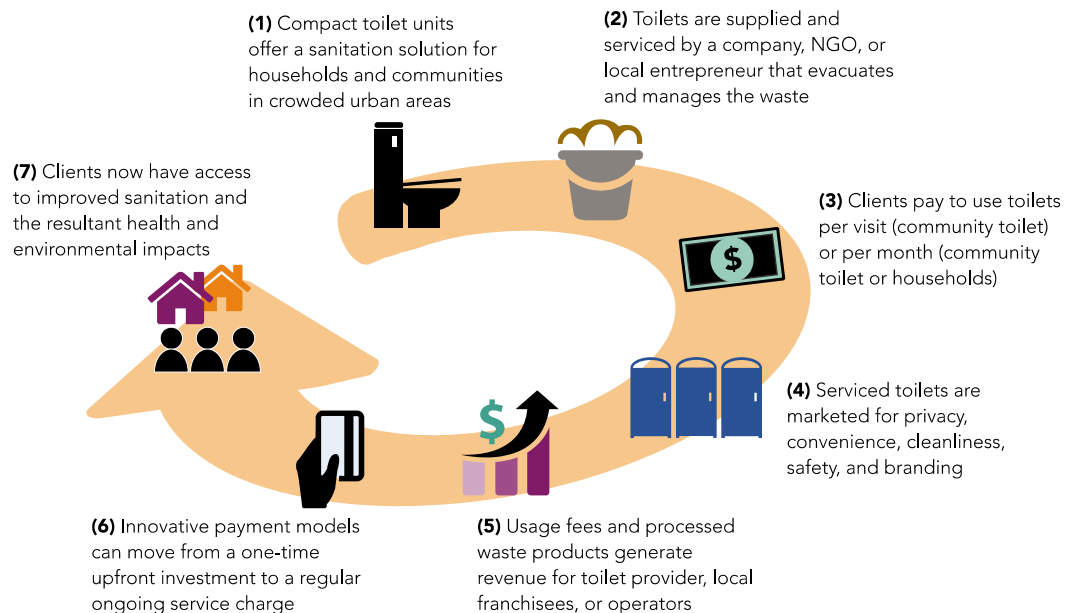 (1) Compact toilet units
offer a sanitation solution for
households and communities
in crowded urban areas
(2) Toilets are supplied and
serviced by a company, NGO, or
local entrepreneur that evacuates
and manages the waste
(3) Clients pay to use toilets
per visit (community toilet)
or per month (community
toilet or households)
$
(4) Serviced toilets are
marketed for privacy,
convenience, cleanliness,
safety, and branding
$
(5) Usage fees and processed
waste products generate
revenue for toilet provider, local
franchisees, or operators
(6) Innovative payment models
can move from a one-time
upfront investment to a regular
ongoing service charge
(7) Clients now have access
to improved sanitation and
the resultant health and
environmental impacts